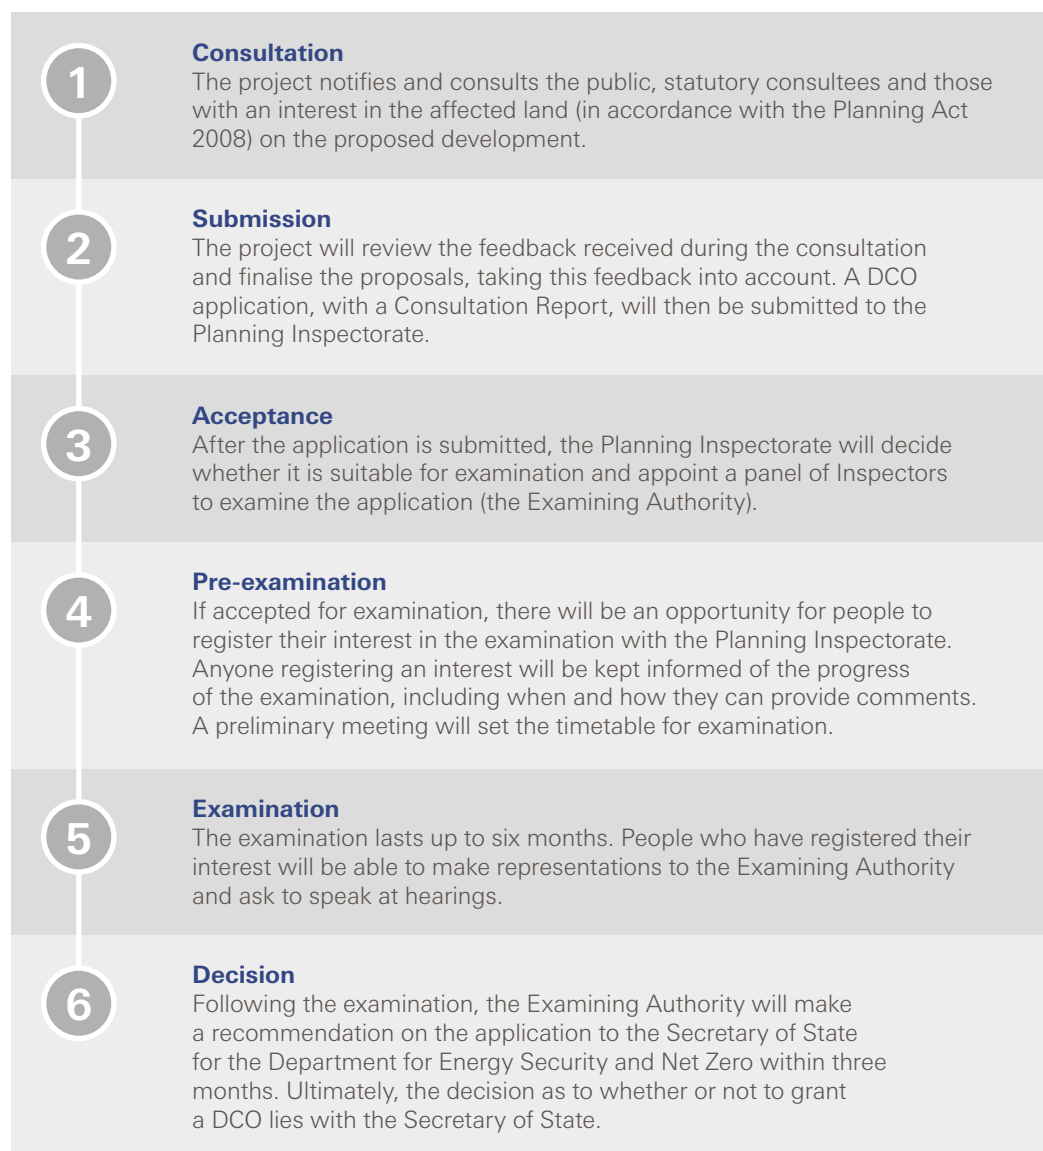 1
Consultation
The project notifies and consults the public, statutory consultees and those
with an interest in the affected land (in accordance with the Planning Act
2008) on the proposed development.
2
Submission
The project will review the feedback received during the consultation
and finalise the proposals, taking this feedback into account. A DCO
application, with a Consultation Report, will then be submitted to the
Planning Inspectorate.
3
Acceptance
After the application is submitted, the Planning Inspectorate will decide
whether it is suitable for examination and appoint a panel of Inspectors
to examine the application (the Examining Authority).
4
Pre-examination
If accepted for examination, there will be an opportunity for people to
register their interest in the examination with the Planning Inspectorate.
Anyone registering an interest will be kept informed of the progress
of the examination, including when and how they can provide comments.
A preliminary meeting will set the timetable for examination.
5
Examination
The examination lasts up to six months. People who have registered their
interest will be able to make representations to the Examining Authority
and ask to speak at hearings.
6
Decision
Following the examination, the Examining Authority will make
a recommendation on the application to the Secretary of State
for the Department for Energy Security and Net Zero within three
months. Ultimately, the decision as to whether or not to grant
a DCO lies with the Secretary of State.